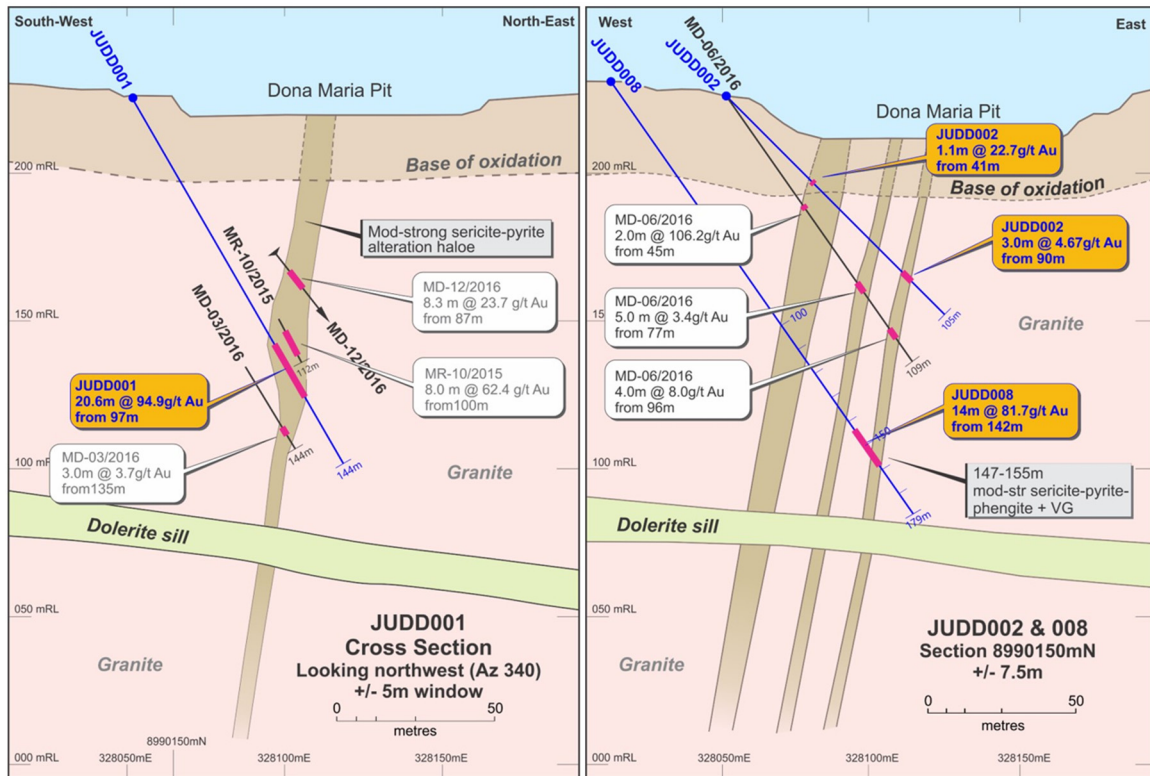 South-West
North-East
JUDD001
Dona Maria Pit
200 mRL
Base of oxidation
Mod-strong sericite-pyrite
alteration haloe
MR-10/2015
MD-12/2016
8.3 m @ 23.7 g/t Au
from 87m
150 mRL
MD-03/2016
MD-12/2016
112m
JUDD001
20.6m @ 94.9g/t Au
from 97m
MR-10/2015
8.0 m @ 62.4 g/t Au
from100m
MD-03/2016
3.0m @ 3.7g/t Au
from135m
144m
144m
Granite
Dolerite sill
050 mRL
JUDD001
Cross Section
Looking northwest (Az 340)
+/- 5m window
Granite
0
50
metres
8990150mN
000 mRL
328050mE
328100mE
328150mE
West
East
JUDD008
JUDD002
MD-06/2016
Dona Maria Pit
JUDD002
1.1m @ 22.7g/t Au
from 41m
200 mRL
Base of oxidation
MD-06/2016
2.0m @ 106.2g/t Au
from 45m
JUDD002
3.0m @ 4.67g/t Au
from 90m
MD-06/2016
5.0 m @ 3.4g/t Au
from 77m
100
105m
Granite
MD-06/2016
4.0m @ 8.0g/t Au
from 96m
109m
JUDD008
14m @ 81.7g/t Au
from 142m
150
100 mRL
147-155m
mod-str sericite-pyrite-
phengite + VG
179m
Dolerite sill
050 mRL
JUDD002 & 008
Section 8990150mN
+/- 7.5m
Granite
0
50
metres
000 mRL
328050mE
328100mE
328150mE